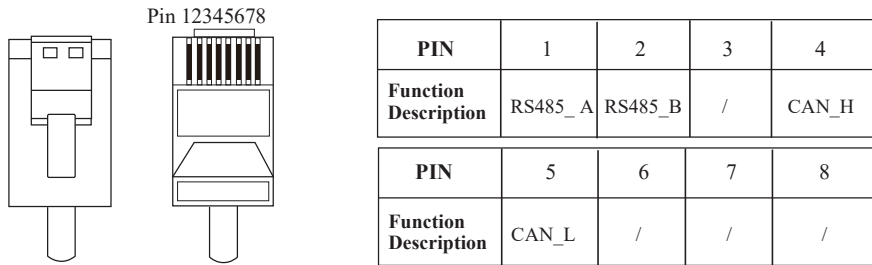 Pin 12345678
PIN 1 2 3 4
Function Description RS485_ A RS485_B / CAN_H
PIN 5 6 7 8
Function Description CAN_L / / /